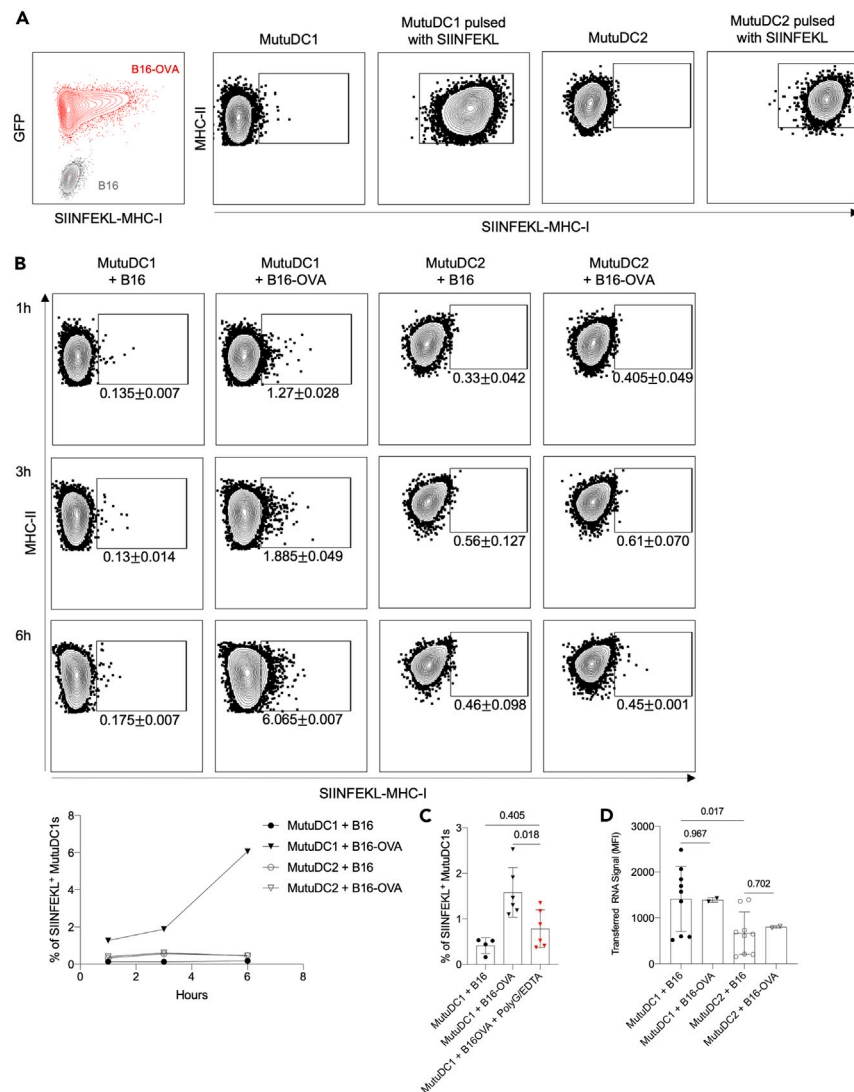 A
MutuDC1
MutuDC1 pulsed
with SIINFEKL
MutuDC2
MutuDC2 pulsed
with SIINFEKL
B16-OVA
B16
GFP
MHC-II
SIINFEKL-MHC-I
SIINFEKL-MHC-I
B
MutuDC1
+ B16
MutuDC1
+ B16-OVA
MutuDC2
+ B16
MutuDC2
+ B16-OVA
1h
0.135±0.007
1.27±0.028
0.33±0.042
0.405±0.049
3h
0.13±0.014
1.885±0.049
0.56±0.127
0.61±0.070
MHC-II
6h
0.175±0.007
6.065±0.007
0.46±0.098
0.45±0.001
SIINFEKL-MHC-I
% of SIINFEKL+ MutuDC1s
8
6
4
2
0
0 2 4 6 8
Hours
MutuDC1 + B16
MutuDC1 + B16-OVA
MutuDC2 + B16
MutuDC2 + B16-OVA
C
0.405
0.018
% of SIINFEKL+ MutuDC1s
3
2
1
0
MutuDC1 + B16
MutuDC1 + B16-OVA
MutuDC1 + B16OVA + PolyG/EDTA
D
0.017
0.967
0.702
Transferred RNA Signal (MFI)
3000
2000
1000
0
MutuDC1 + B16
MutuDC1 + B16-OVA
MutuDC2 + B16
MutuDC2 + B16-OVA